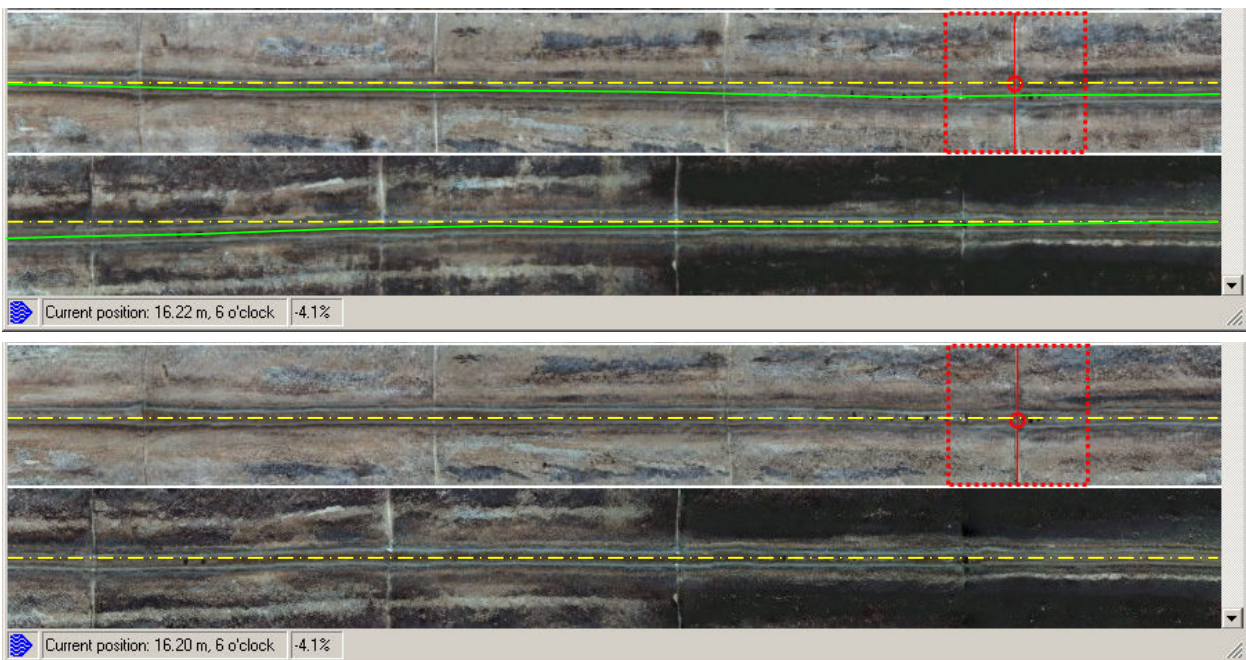 Current position: 16.22 m, 6 o'clock -4.1%
Current position: 16.20 m, 6 o'clock -4.1%